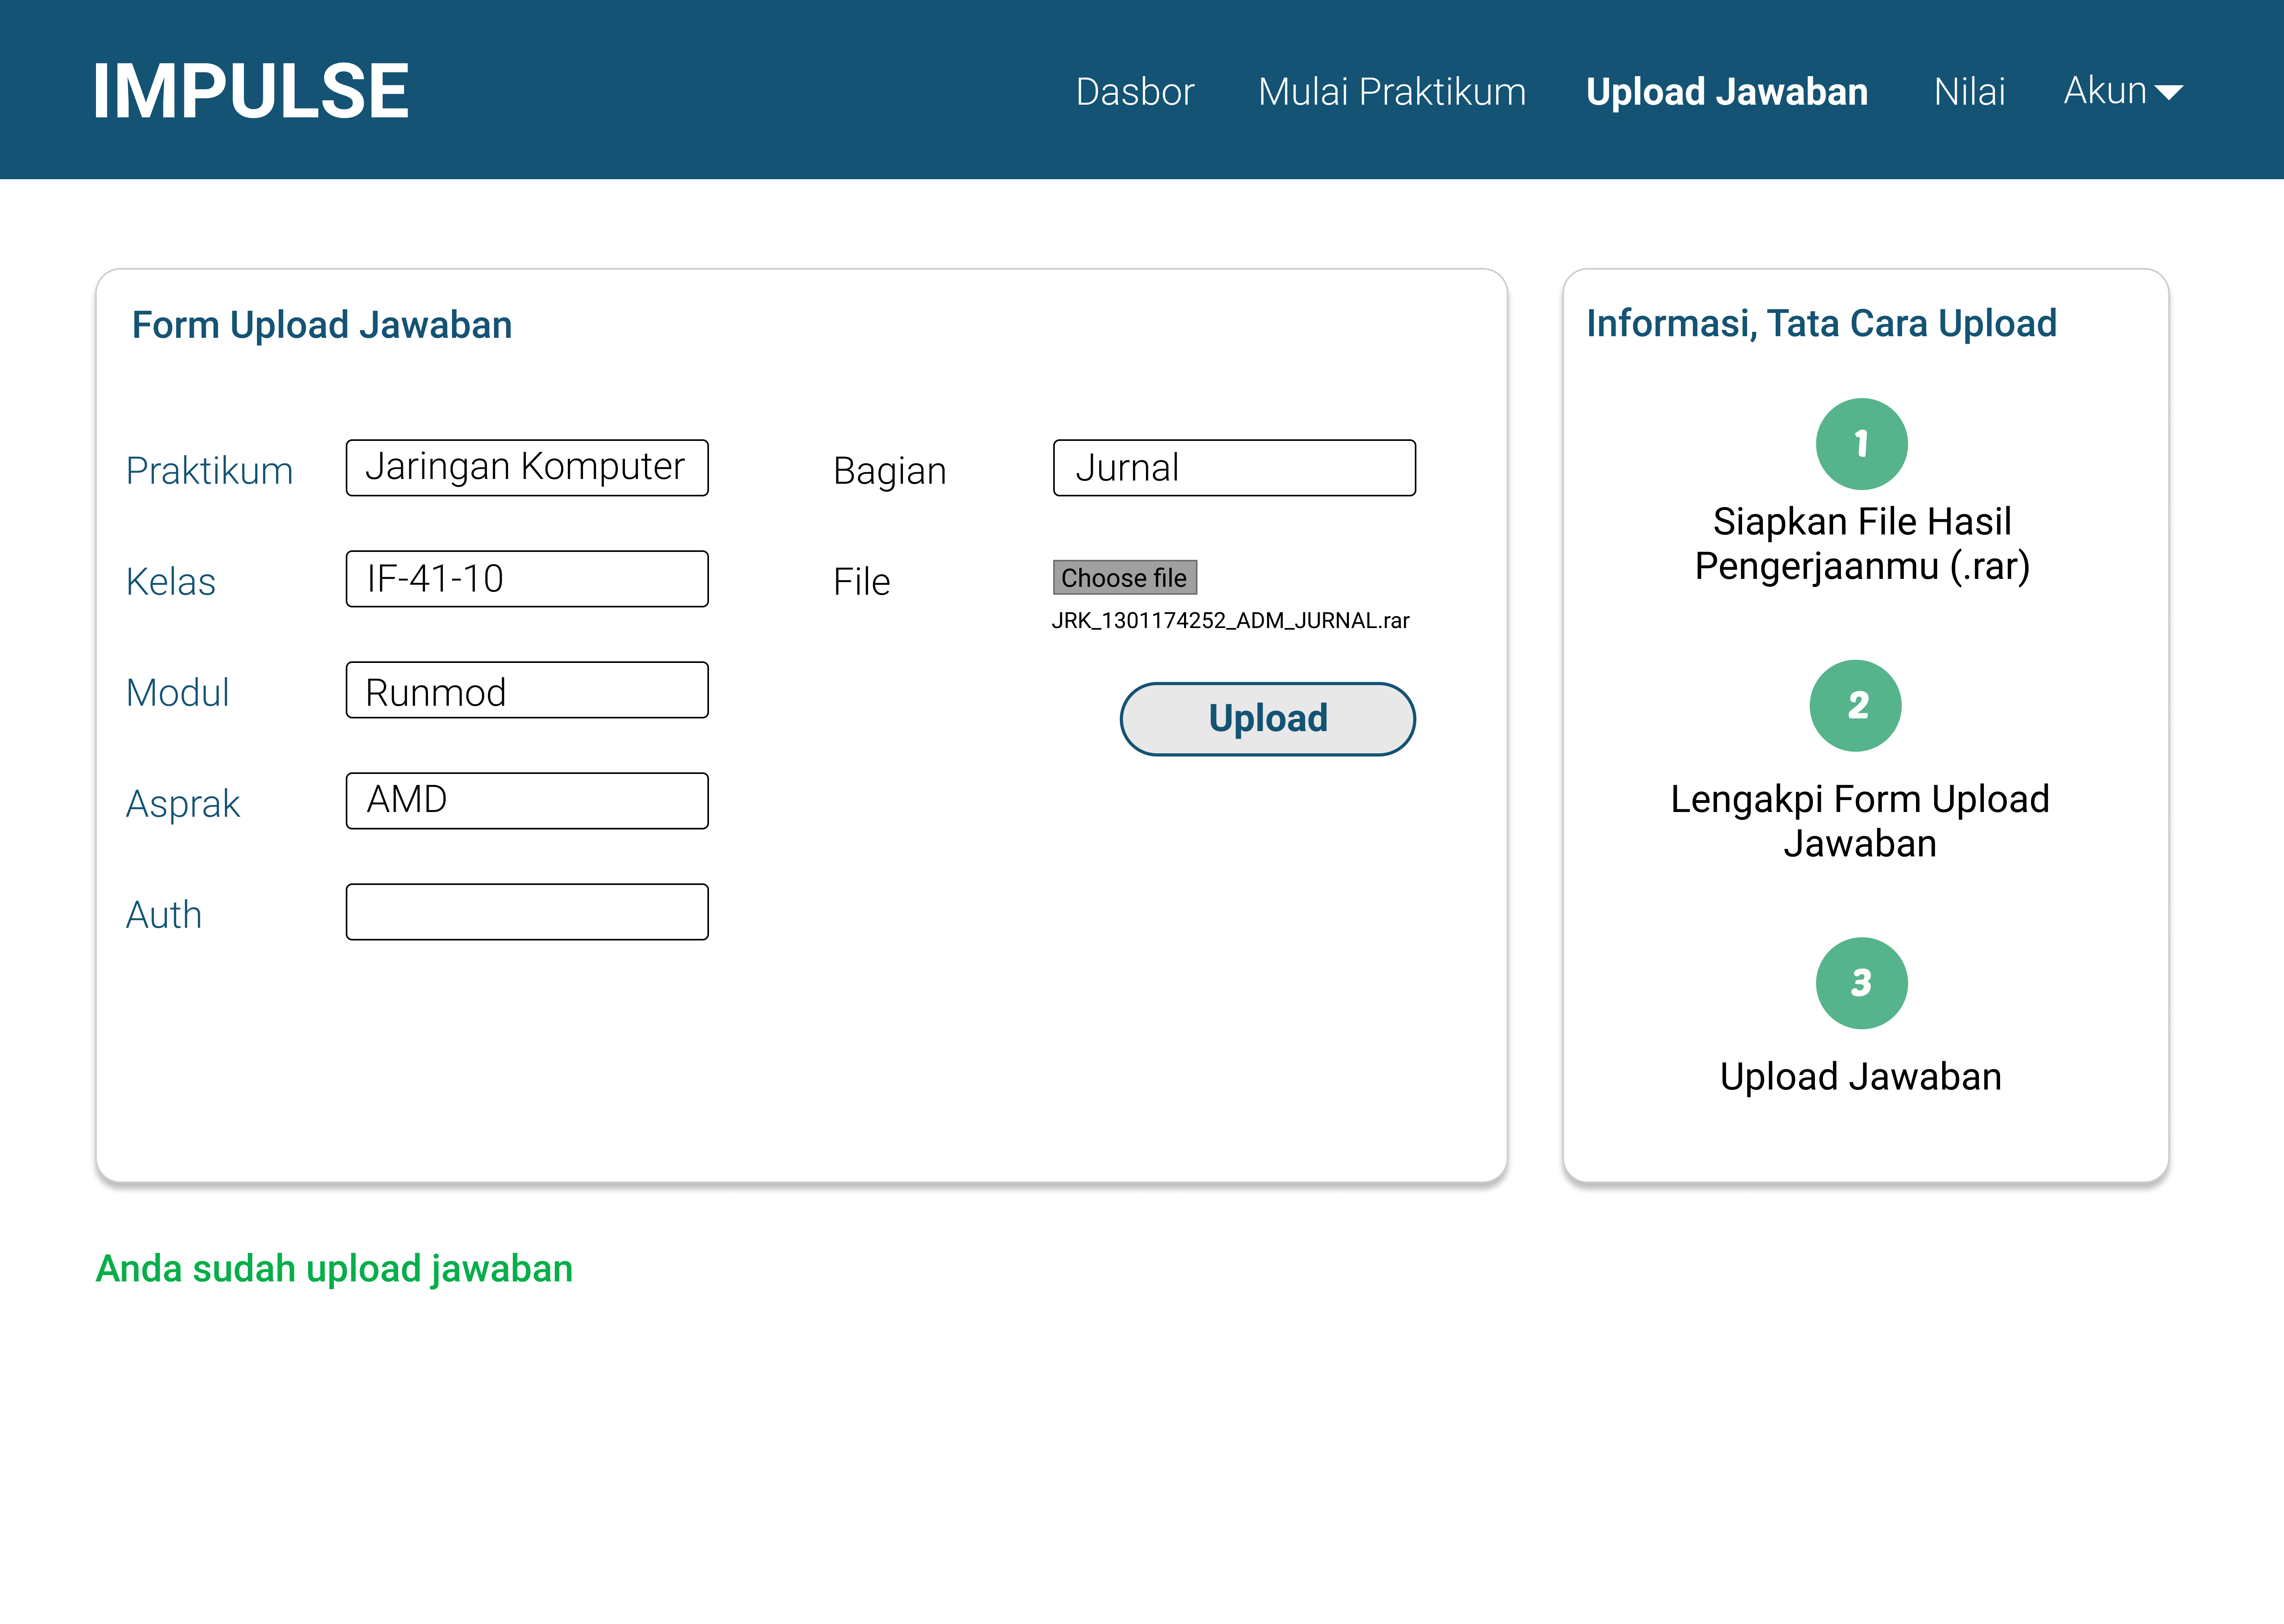 IMPULSE
Dasbor Mulai Praktikum Upload Jawaban Nilai Akun
Form Upload Jawaban
Praktikum Jaringan Komputer
Kelas IF-41-10
Modul Runmod
Asprak AMD
Auth
Bagian Jurnal
File Choose file
JRK_1301174252_ADM_JURNAL.rar
Upload
Informasi, Tata Cara Upload
1
Siapkan File Hasil
Pengerjaanmu (.rar)
2
Lengakpi Form Upload
Jawaban
3
Upload Jawaban
Anda sudah upload jawaban